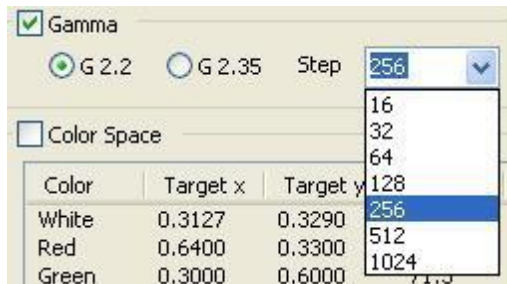 Gamma
G 2.2 G 2.35 Step 256
16
32
64
128
256
512
1024
Color Space
Color Target x Target y
White 0.3127 0.3290
Red 0.6400 0.3300
Green 0.3000 0.6000